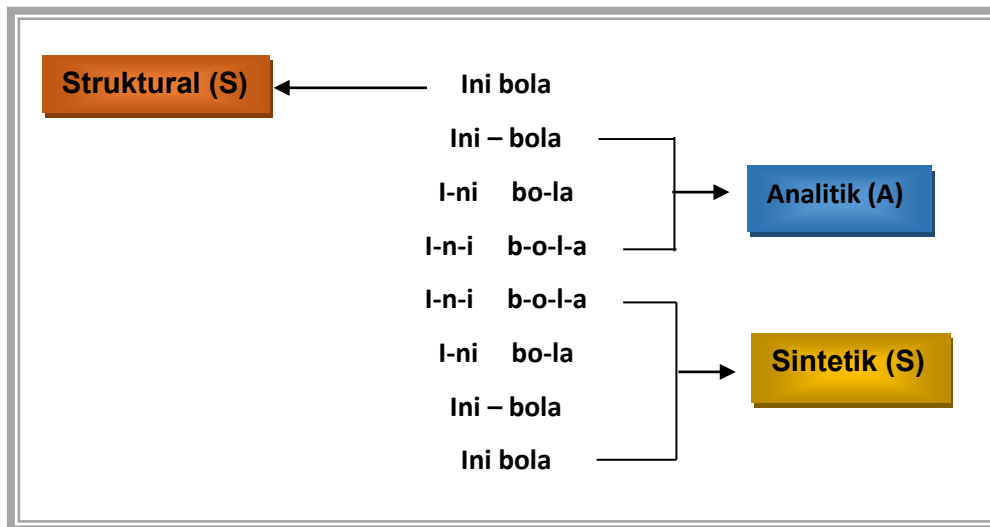 Struktural (S)
Ini bola
Ini – bola
I-ni bo-la
Analitik (A)
I-n-i b-o-l-a
I-n-i b-o-l-a
I-ni bo-la
Sintetik (S)
Ini – bola
Ini bola